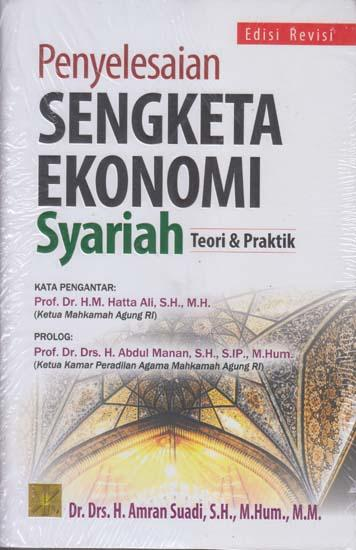 Edisi Revisi
Penyelesaian
SENGKETA
EKONOMI
Syariah Teori & Praktik
KATA PENGANTAR:
Prof. Dr. H.M. Hatta Ali, S.H., M.H.
(Ketua Mahkamah Agung RI)
PROLOG:
Prof. Dr. Drs. H. Abdul Manan, S.H., S.IP., M.Hum.
(Ketua Kamar Peradilan Agama Mahkamah Agung RI)
Dr. Drs. H. Amran Suadi, S.H., M.Hum., M.M.